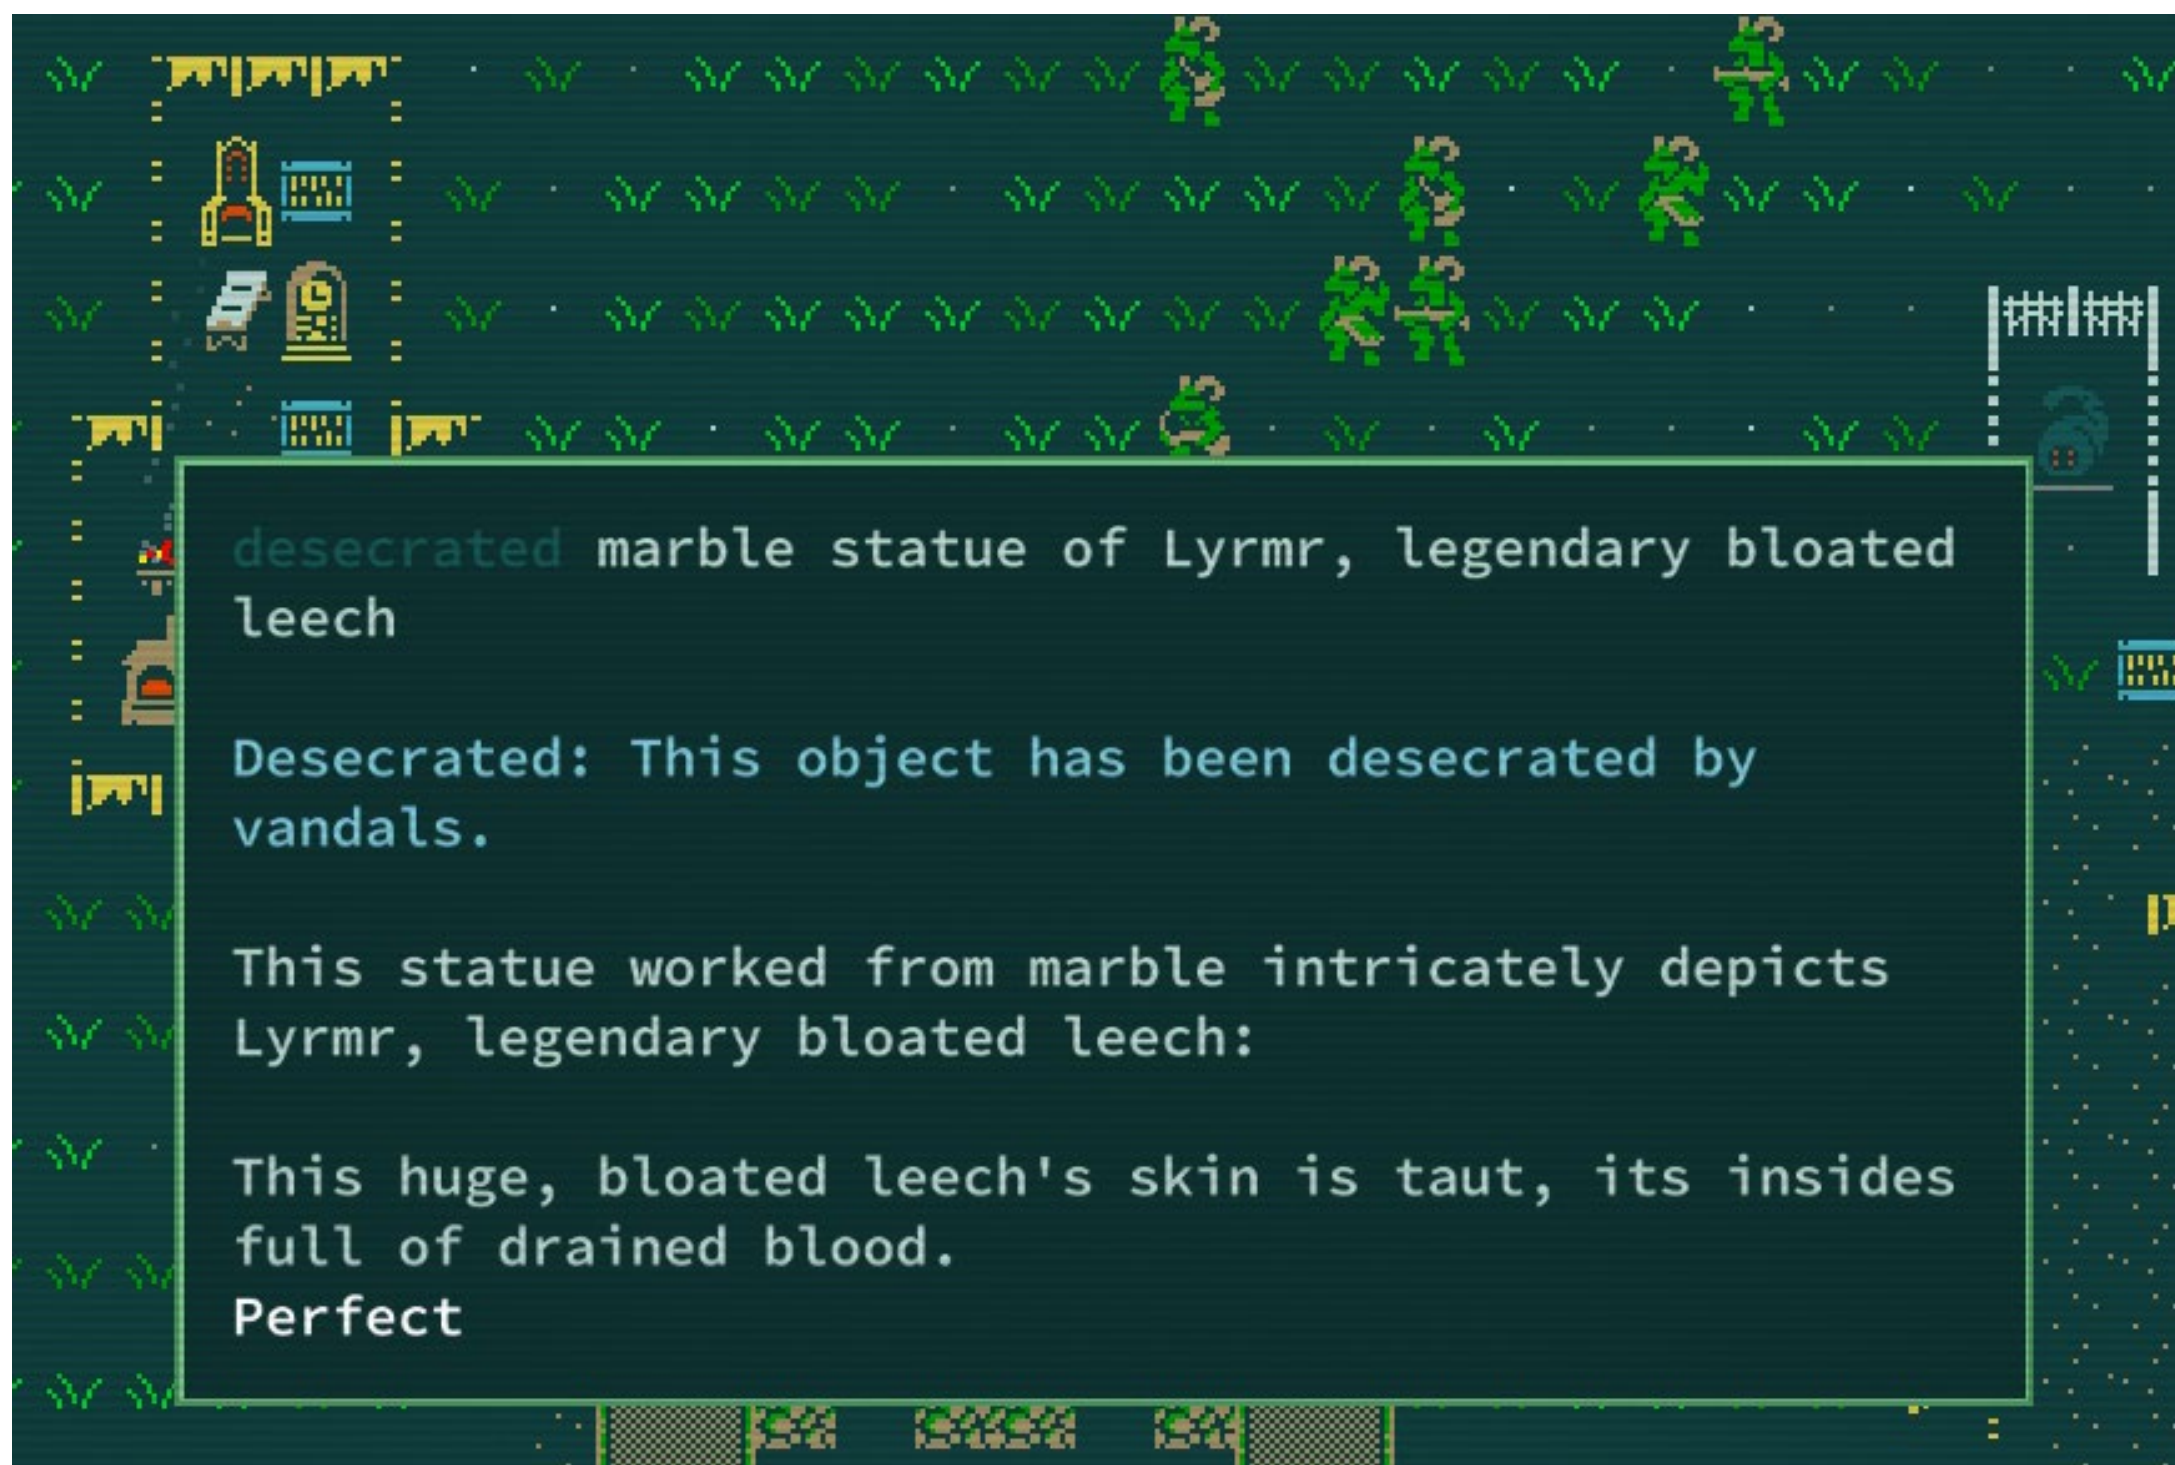 desecrated marble statue of Lyrmr, legendary bloated
leech
Desecrated: This object has been desecrated by
vandals.
This statue worked from marble intricately depicts
Lyrmr, legendary bloated leech:
This huge, bloated leech's skin is taut, its insides
full of drained blood.
Perfect